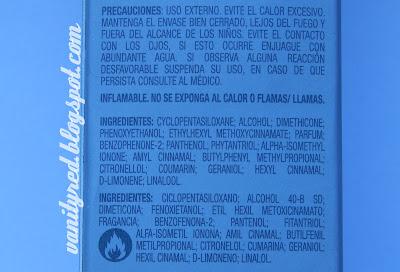 PRECAUCIONES: USO EXTERNO. EVITE EL CALOR EXCESIVO.
MANTENGA EL ENVASE BIEN CERRADO, LEJOS DEL FUEGO Y
FUERA DEL ALCANCE DE LOS NIÑOS. EVITE EL CONTACTO
CON LOS OJOS, SI ESTO OCURRE ENJUAGUE CON
ABUNDANTE AGUA. SI OBSERVA ALGUNA REACCIÓN
DESFAVORABLE SUSPENDA SU USO, EN CASO DE QUE
PERSISTA CONSULTE AL MÉDICO.
INFLAMABLE. NO SE EXPONGA AL CALOR O FLAMAS/ LLAMAS.
INGREDIENTES: CYCLOPENTASILOXANE; ALCOHOL; DIMETHICONE;
PHENOXYETHANOL; ETHYLHEXYL METHOXYCINNAMATE; PARFUM;
BENZOPHENONE-2; PANTHENOL, PHYTANTRIOL; ALPHA-ISOMETHYL
IONONE; AMYL CINNAMAL; BUTYLPHENYL METHYLPROPIONAL;
CITRONELLOL; COUMARIN; GERANIOL; HEXYL CINNAMAL;
D-LIMONENE; LINALOOL.
INGREDIENTES: CICLOPENTASILOXANO; ALCOHOL 40-B SD;
DIMETICONA; FENOXIETANOL; ETIL HEXIL METOXICINAMATO;
FRAGANCIA; BENZOFENONA-2; PANTENOL; FITANTRIOL;
ALFA-ISOMETIL IONONA; AMIL CINAMAL; BUTILFENIL
METILPROPIONAL; CITRONELOL; CUMARINA; GERANIOL;
HEXIL CINAMAL; D-LIMONENO; LINALOL.
vanityred.blogspot.com